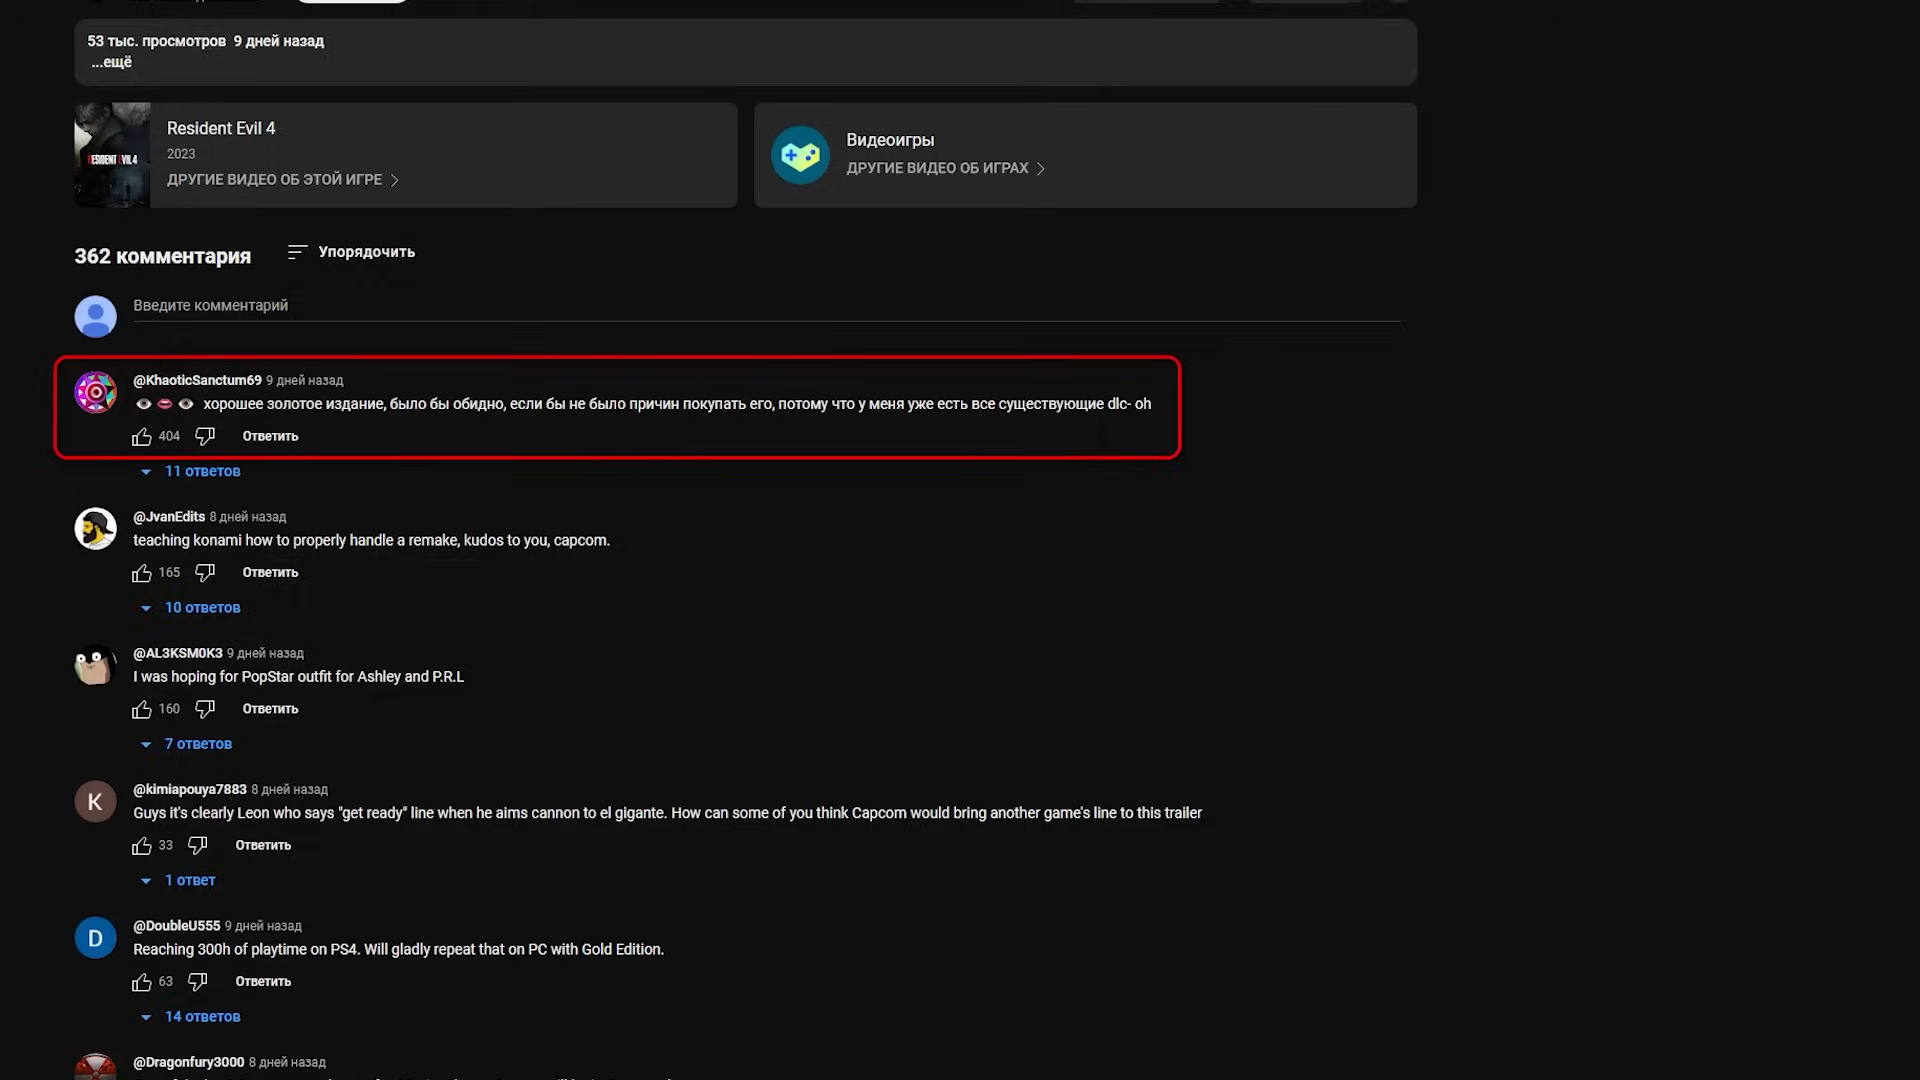 53 тыс. просмотров 9 дней назад
...ещё
Resident Evil 4
2023
ДРУГИЕ ВИДЕО ОБ ЭТОЙ ИГРЕ
Видеоигры
ДРУГИЕ ВИДЕО ОБ ИГРАХ
362 комментария
Упорядочить
Введите комментарий
@KhaoticSanctum69 9 дней назад
👁👄👁 хорошее золотое издание, было бы обидно, если бы не было причин покупать его, потому что у меня уже есть все существующие dlc- oh
404 Ответить
11 ответов
@JvanEdits 8 дней назад
teaching konami how to properly handle a remake, kudos to you, capcom.
165 Ответить
10 ответов
@AL3KSM0K3 9 дней назад
I was hoping for PopStar outfit for Ashley and P.R.L
160 Ответить
7 ответов
K
@kimiapouya7883 8 дней назад
Guys it's clearly Leon who says "get ready" line when he aims cannon to el gigante. How can some of you think Capcom would bring another game's line to this trailer
33 Ответить
1 ответ
D
@DoubleU555 9 дней назад
Reaching 300h of playtime on PS4. Will gladly repeat that on PC with Gold Edition.
63 Ответить
14 ответов
@Dragonfury3000 8 дней назад